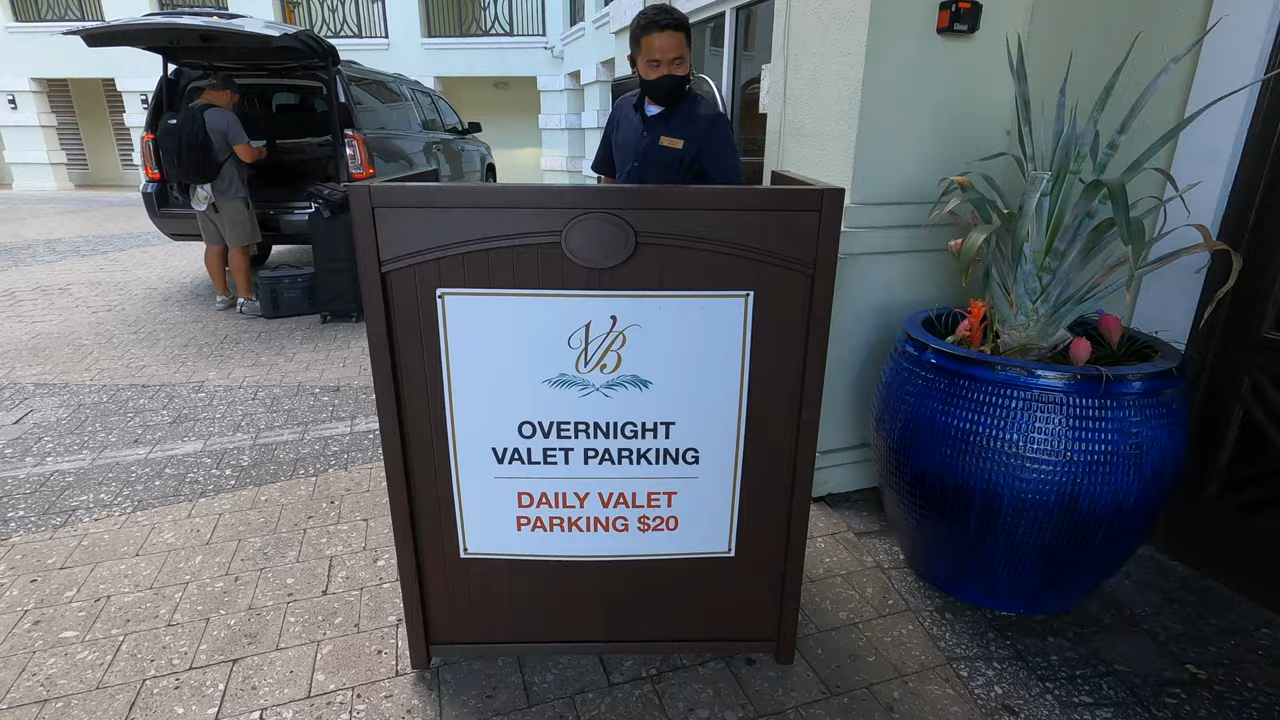 VB
OVERNIGHT
VALET PARKING
DAILY VALET
PARKING $20